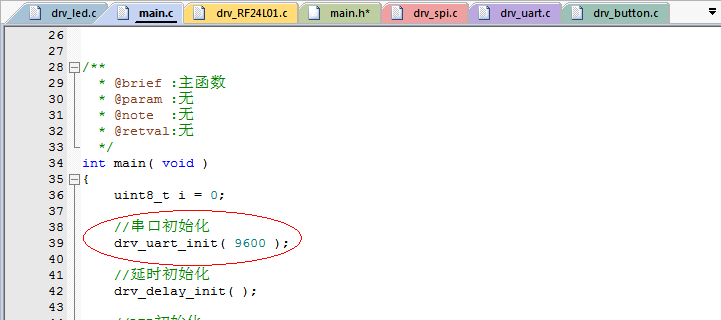 drv_led.c main.c drv_RF24L01.c main.h* drv_spi.c drv_uart.c drv_button.c
26
27
28 /**
29 * @brief :主函数
30 * @param :无
31 * @note :无
32 * @retval:无
33 */
34 int main( void )
35 {
36 uint8_t i = 0;
37
38 //串口初始化
39 drv_uart_init( 9600 );
40
41 //延时初始化
42 drv_delay_init( );
43